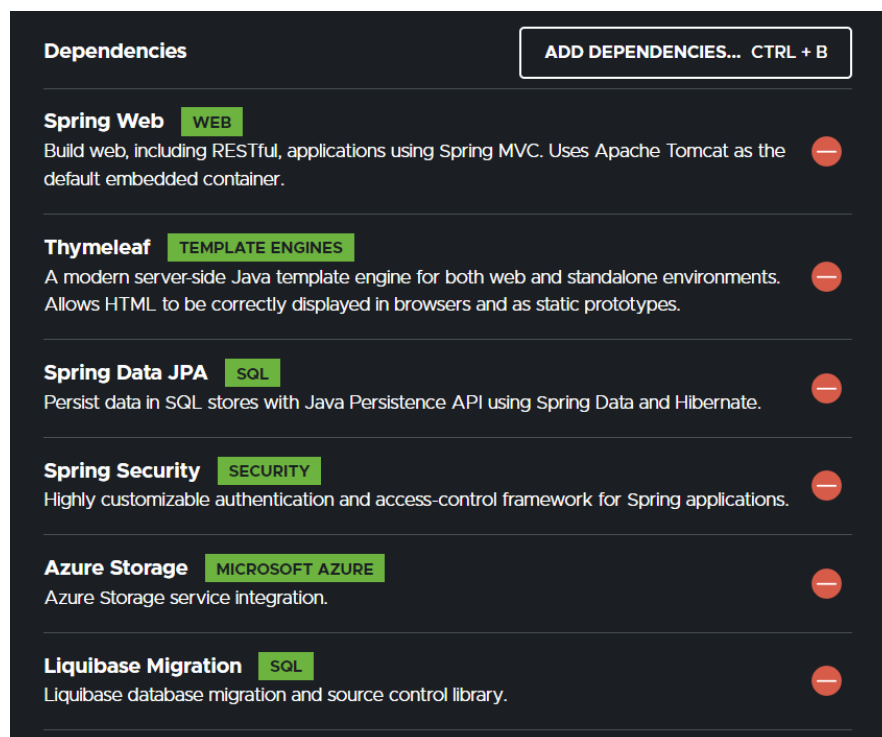 Dependencies
ADD DEPENDENCIES... CTRL + B
Spring Web WEB
Build web, including RESTful, applications using Spring MVC. Uses Apache Tomcat as the
default embedded container.
Thymeleaf TEMPLATE ENGINES
A modern server-side Java template engine for both web and standalone environments.
Allows HTML to be correctly displayed in browsers and as static prototypes.
Spring Data JPA SQL
Persist data in SQL stores with Java Persistence API using Spring Data and Hibernate.
Spring Security SECURITY
Highly customizable authentication and access-control framework for Spring applications.
Azure Storage MICROSOFT AZURE
Azure Storage service integration.
Liquibase Migration SQL
Liquibase database migration and source control library.